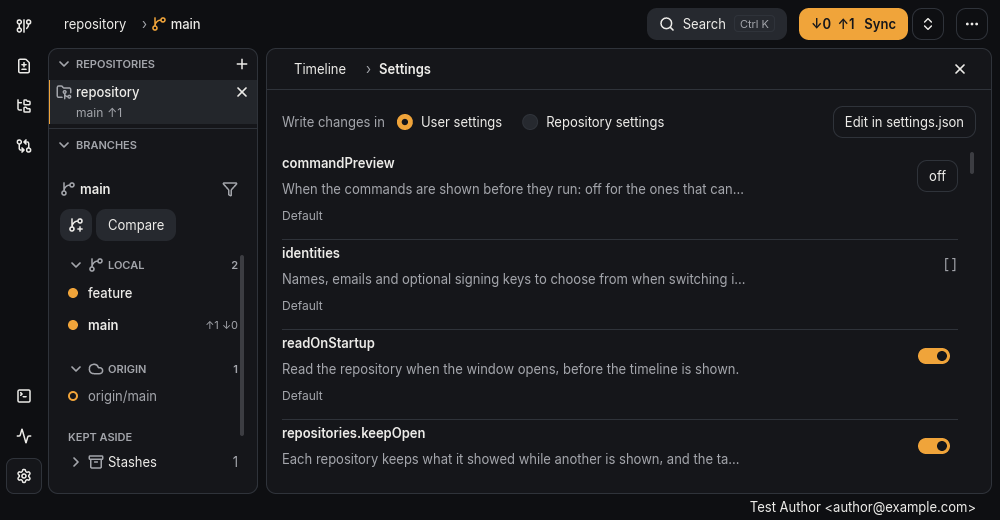 repository › main
Search Ctrl K
↓0 ↑1 Sync
REPOSITORIES
repository
main ↑1
BRANCHES
main
Compare
LOCAL 2
feature
main ↑1 ↓0
ORIGIN 1
origin/main
KEPT ASIDE
Stashes 1
Timeline › Settings
Write changes in User settings Repository settings
Edit in settings.json
commandPreview
When the commands are shown before they run: off for the ones that can...
Default
off
identities
Names, emails and optional signing keys to choose from when switching i...
Default
[]
readOnStartup
Read the repository when the window opens, before the timeline is shown.
Default
repositories.keepOpen
Each repository keeps what it showed while another is shown, and the ta...
Test Author <author@example.com>